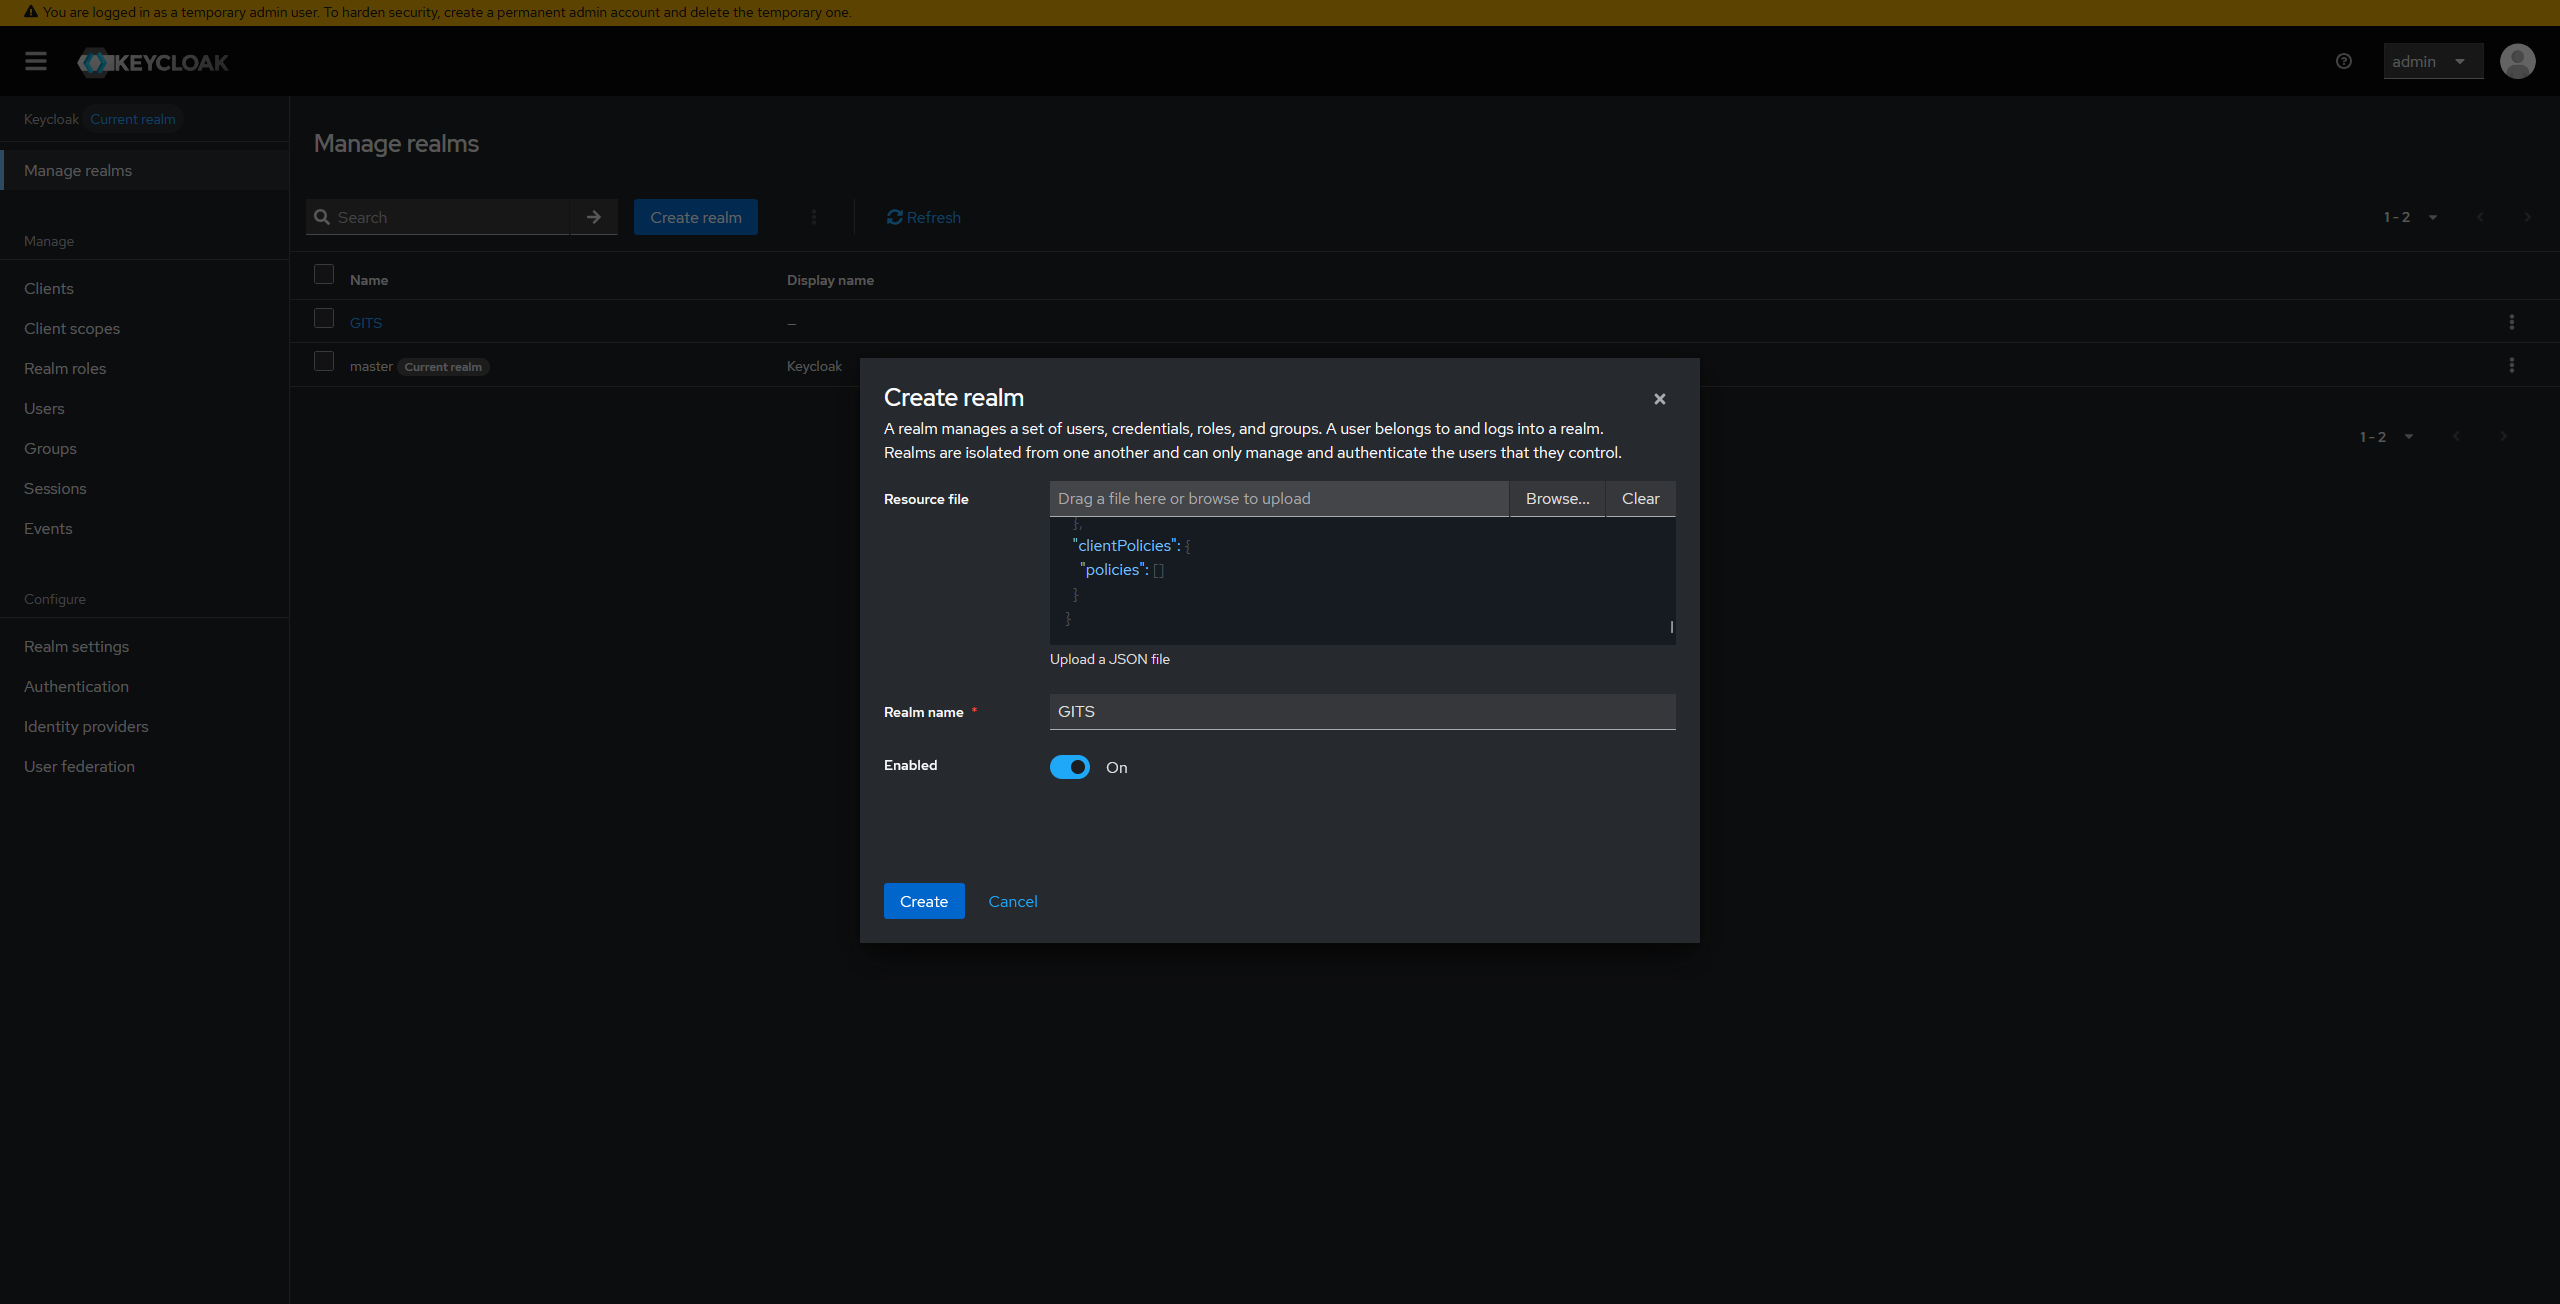 You are logged in as a temporary admin user. To harden security, create a permanent admin account and delete the temporary one.
KEYCLOAK
admin
Keycloak Current realm
Manage realms
Manage
Clients
Client scopes
Realm roles
Users
Groups
Sessions
Events
Configure
Realm settings
Authentication
Identity providers
User federation
Manage realms
Search
Create realm
Refresh
1 - 2
Name Display name
GITS –
master Current realm Keycloak
1 - 2
Create realm
A realm manages a set of users, credentials, roles, and groups. A user belongs to and logs into a realm.
Realms are isolated from one another and can only manage and authenticate the users that they control.
Resource file
Drag a file here or browse to upload Browse... Clear
},
"clientPolicies": {
"policies": []
}
}
Upload a JSON file
Realm name *
GITS
Enabled
On
Create Cancel